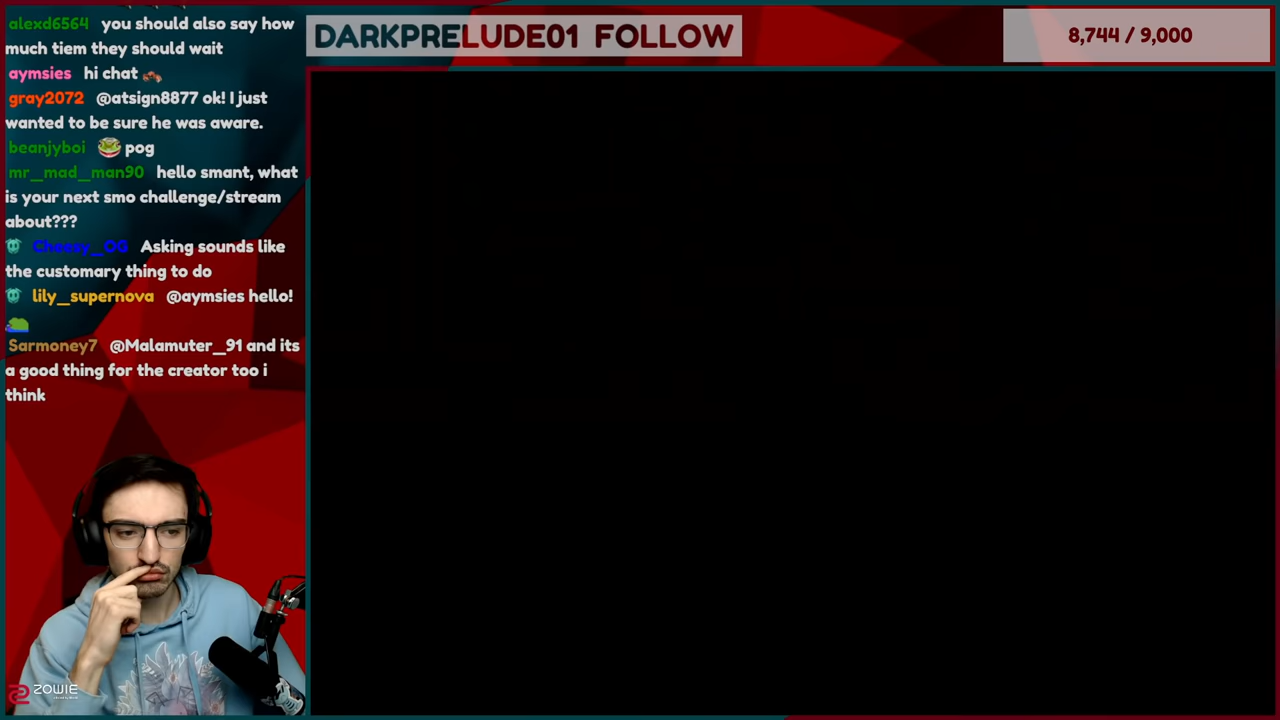 alexd6564 you should also say how
much tiem they should wait
aymsies hi chat
gray2072 @atsign8877 ok! I just
wanted to be sure he was aware.
beanjyboi pog
mr_mad_man90 hello smant, what
is your next smo challenge/stream
about???
Cheesy_OG Asking sounds like
the customary thing to do
lily_supernova @aymsies hello!
Sarmoney7 @Malamuter_91 and its
a good thing for the creator too i
think
ZOWIE
DARKPRELUDE01 FOLLOW
8,744 / 9,000